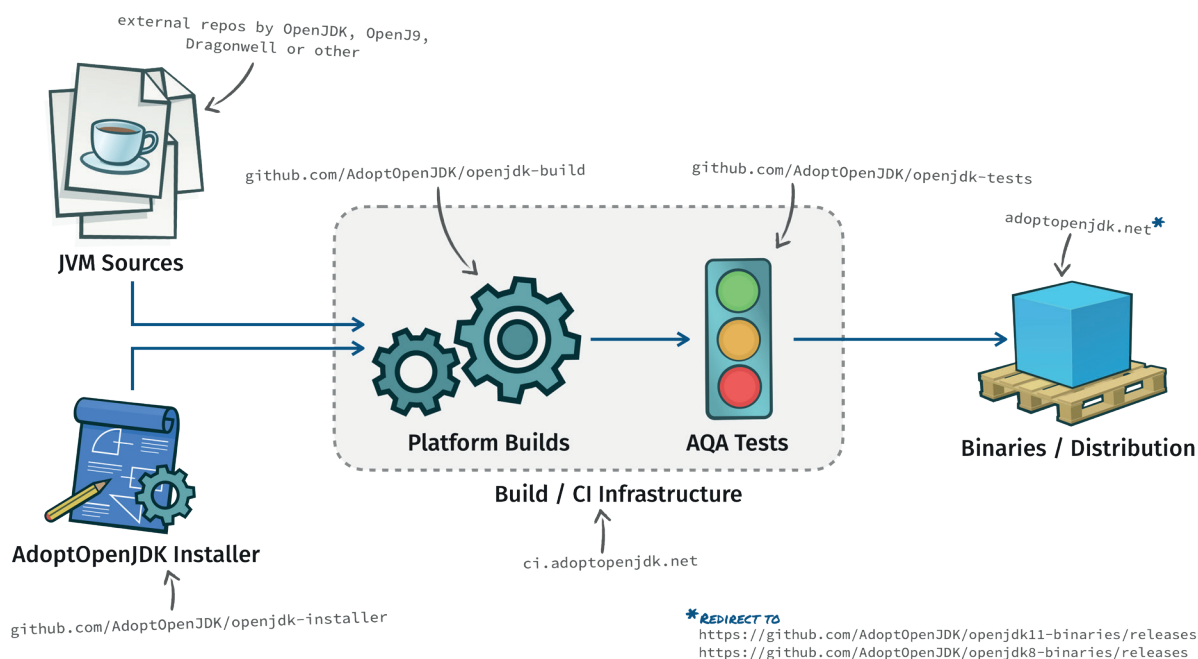 external repos by OpenJDK, OpenJ9,
Dragonwell or other
github.com/AdoptOpenJDK/openjdk-build
github.com/AdoptOpenJDK/openjdk-tests
adoptopenjdk.net*
JVM Sources
Platform Builds
AQA Tests
Binaries / Distribution
Build / CI Infrastructure
AdoptOpenJDK Installer
ci.adoptopenjdk.net
github.com/AdoptOpenJDK/openjdk-installer
*REDIRECT TO
https://github.com/AdoptOpenJDK/openjdk11-binaries/releases
https://github.com/AdoptOpenJDK/openjdk8-binaries/releases